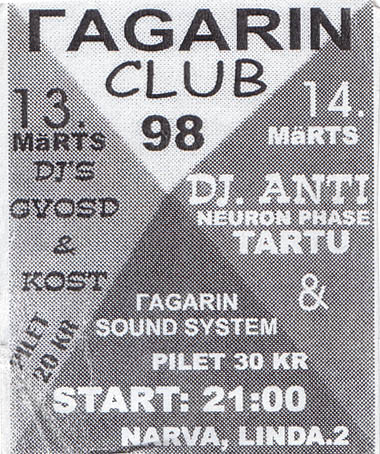 ГAGARIN
CLUB
98
13.
MäRTS
DJ'S
GVOSD
&
KOST
PILET
20 KR
14.
MäRTS
DJ. ANTI
NEURON PHASE
TARTU
&
ГAGARIN
SOUND SYSTEM
PILET 30 KR
START: 21:00
NARVA, LINDA.2